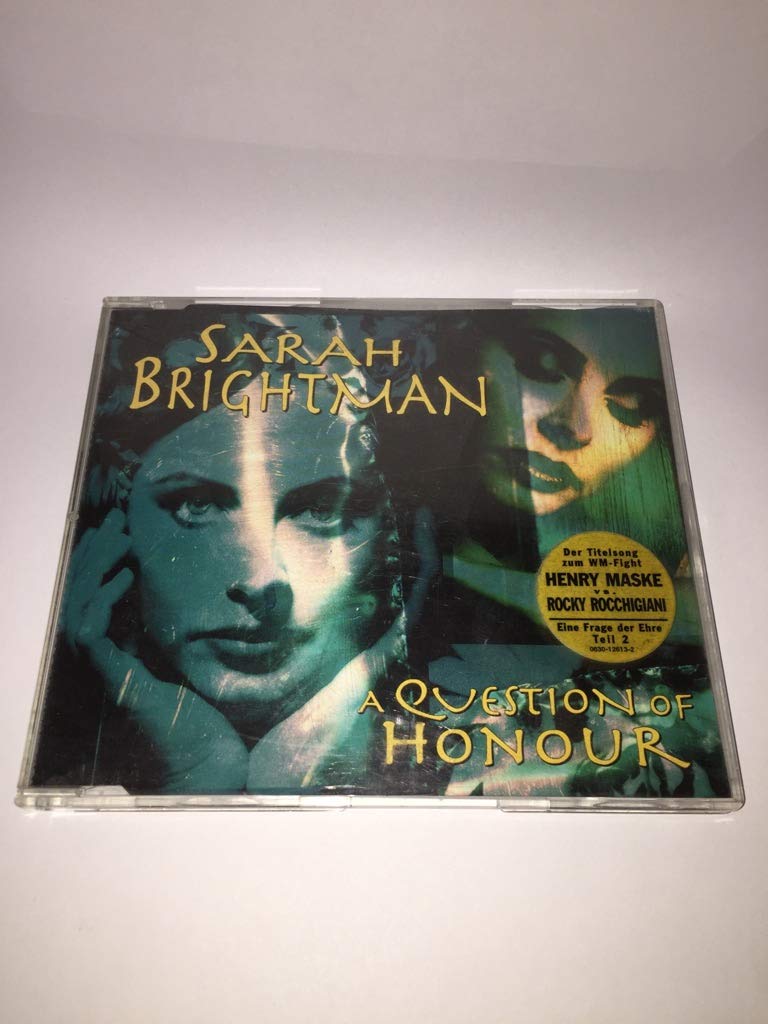 SARAH
BRIGHTMAN
Der Titelsong
zum WM-Fight
HENRY MASKE
vs.
ROCKY ROCCHIGIANI
Eine Frage der Ehre
Teil 2
0630-12613-2
A QUESTION OF
HONOUR